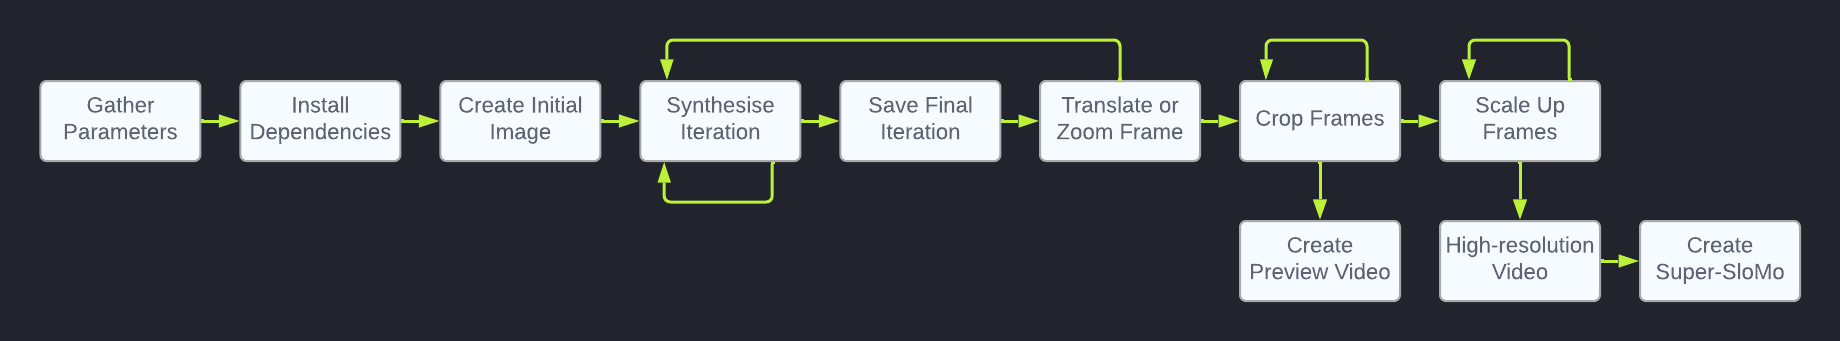 Gather
Parameters
Install
Dependencies
Create Initial
Image
Synthesise
Iteration
Save Final
Iteration
Translate or
Zoom Frame
Crop Frames
Scale Up
Frames
Create
Preview Video
High-resolution
Video
Create
Super-SloMo